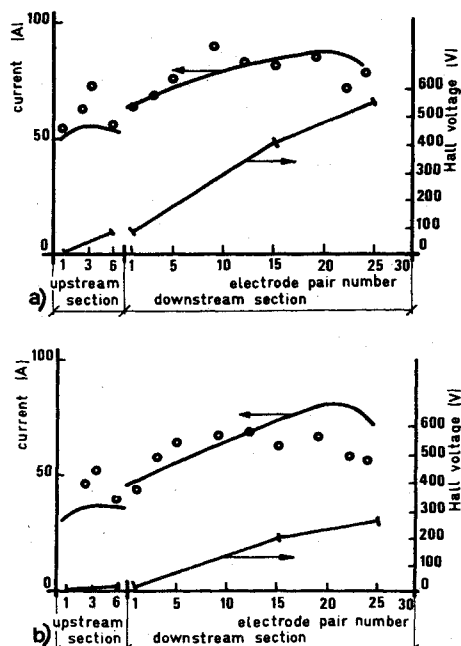 100
current |A|
50
0
600
500
400
300
200
100
0
Hall voltage |V|
1 3 6 1 5 10 15 20 25 30
upstream section
electrode pair number
downstream section
a)
100
current |A|
50
0
600
500
400
300
200
100
0
Hall voltage |V|
1 3 6 1 5 10 15 20 25 30
upstream section
electrode pair number
downstream section
b)